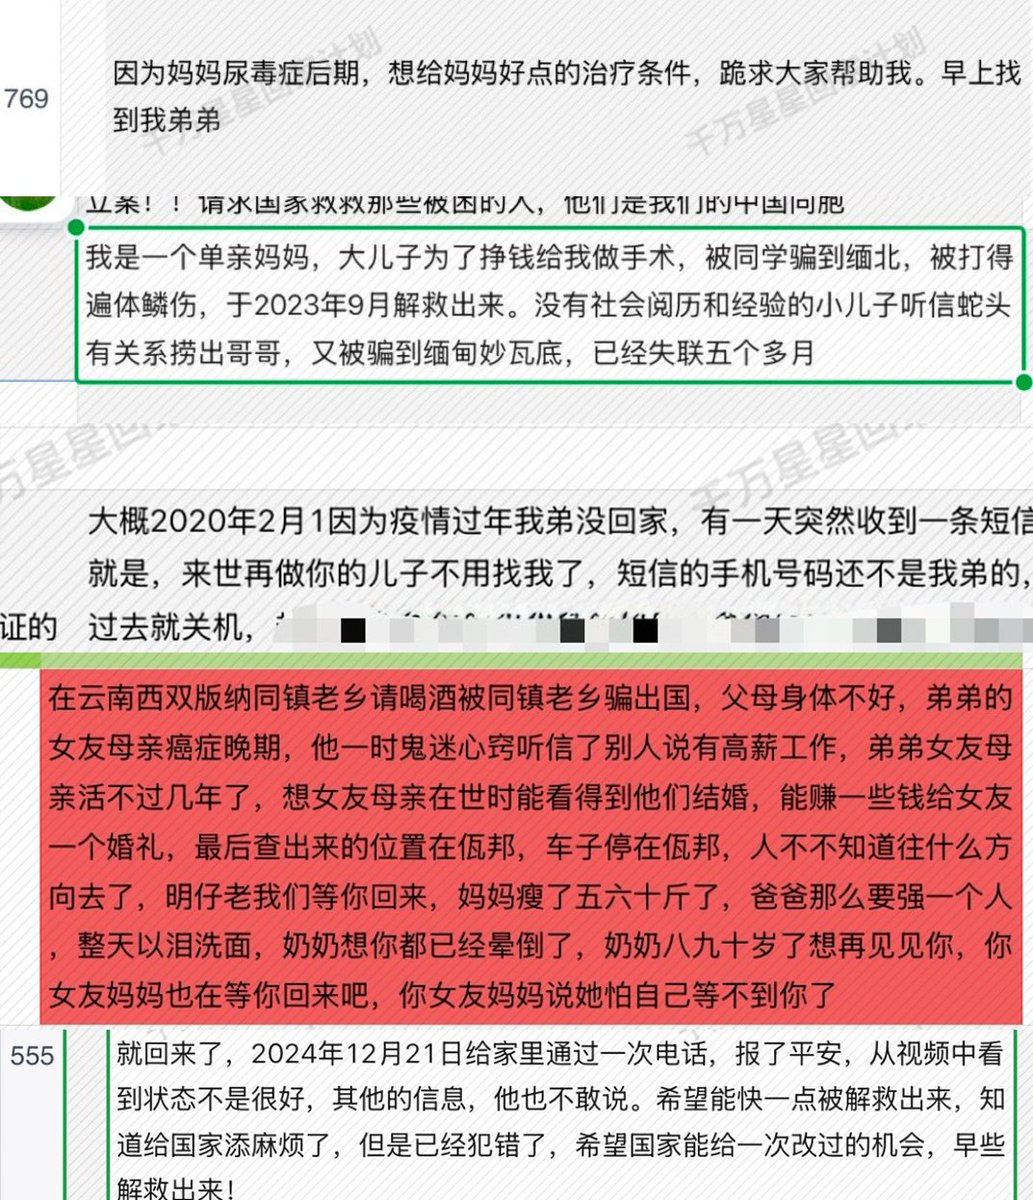 769
因为妈妈尿毒症后期，想给妈妈好点的治疗条件，跪求大家帮助我。早上找
到我弟弟
立案！！请求国家救救那些被困的人，他们是我们的中国同胞
我是一个单亲妈妈，大儿子为了挣钱给我做手术，被同学骗到缅北，被打得
遍体鳞伤，于2023年9月解救出来。没有社会阅历和经验的小儿子听信蛇头
有关系捞出哥哥，又被骗到缅甸妙瓦底，已经失联五个多月
大概2020年2月1因为疫情过年我弟没回家，有一天突然收到一条短信
就是，来世再做你的儿子不用找我了，短信的手机号码还不是我弟的，
证的 过去就关机，
在云南西双版纳同镇老乡请喝酒被同镇老乡骗出国，父母身体不好，弟弟的
女友母亲癌症晚期，他一时鬼迷心窍听信了别人说有高薪工作，弟弟女友母
亲活不过几年了，想女友母亲在世时能看得到他们结婚，能赚一些钱给女友
一个婚礼，最后查出来的位置在佤邦，车子停在佤邦，人不不知道往什么方
向去了，明仔老我们等你回来，妈妈瘦了五六十斤了，爸爸那么要强一个人
，整天以泪洗面，奶奶想你都已经晕倒了，奶奶八九十岁了想再见见你，你
女友妈妈也在等你回来吧，你女友妈妈说她怕自己等不到你了
555
就回来了，2024年12月21日给家里通过一次电话，报了平安，从视频中看
到状态不是很好，其他的信息，他也不敢说。希望能快一点被解救出来，知
道给国家添麻烦了，但是已经犯错了，希望国家能给一次改过的机会，早些
解救出来！